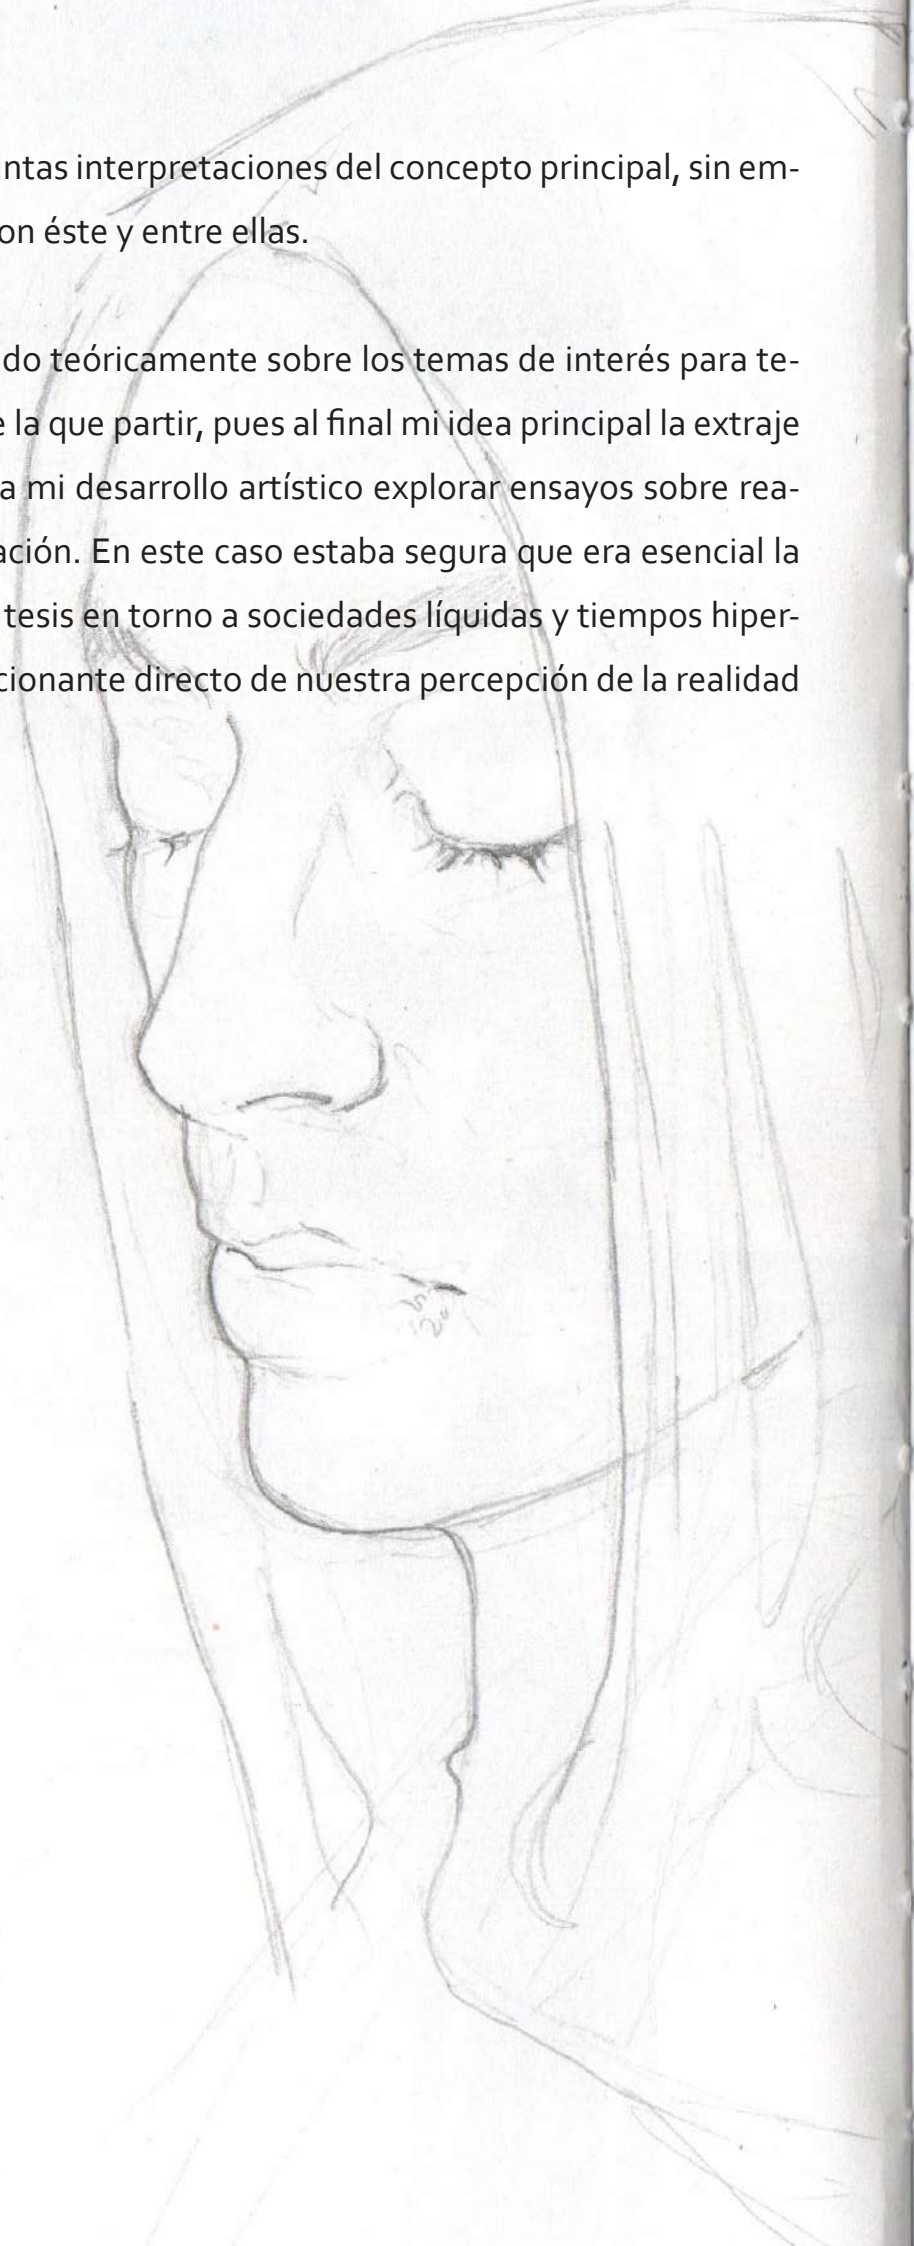 intas interpretaciones del concepto principal, sin em-
on éste y entre ellas.
do teóricamente sobre los temas de interés para te-
e la que partir, pues al final mi idea principal la extraje
a mi desarrollo artístico explorar ensayos sobre rea-
ación. En este caso estaba segura que era esencial la
tesis en torno a sociedades líquidas y tiempos hiper-
cionante directo de nuestra percepción de la realidad